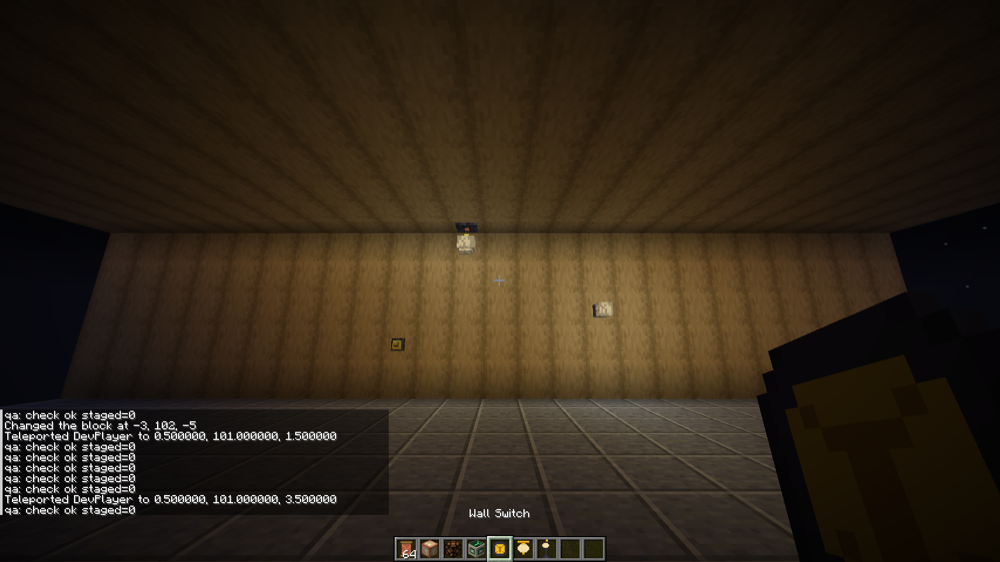 qa: check ok staged=0
Changed the block at -3, 102, -5
Teleported DevPlayer to 0.500000, 101.000000, 1.500000
qa: check ok staged=0
qa: check ok staged=0
qa: check ok staged=0
qa: check ok staged=0
qa: check ok staged=0
Teleported DevPlayer to 0.500000, 101.000000, 3.500000
qa: check ok staged=0
Wall Switch
64